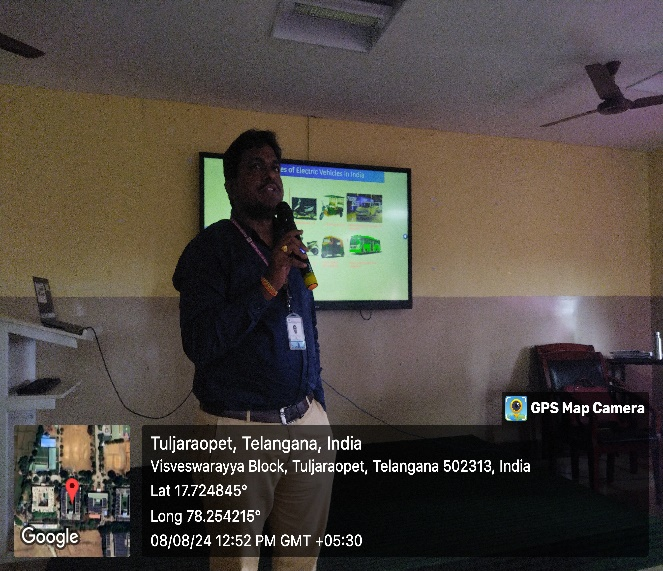 es of Electric Vehicles in India
GPS Map Camera
Tuljaraopet, Telangana, India
Visveswarayya Block, Tuljaraopet, Telangana 502313, India
Lat 17.724845°
Long 78.254215°
08/08/24 12:52 PM GMT +05:30
Google